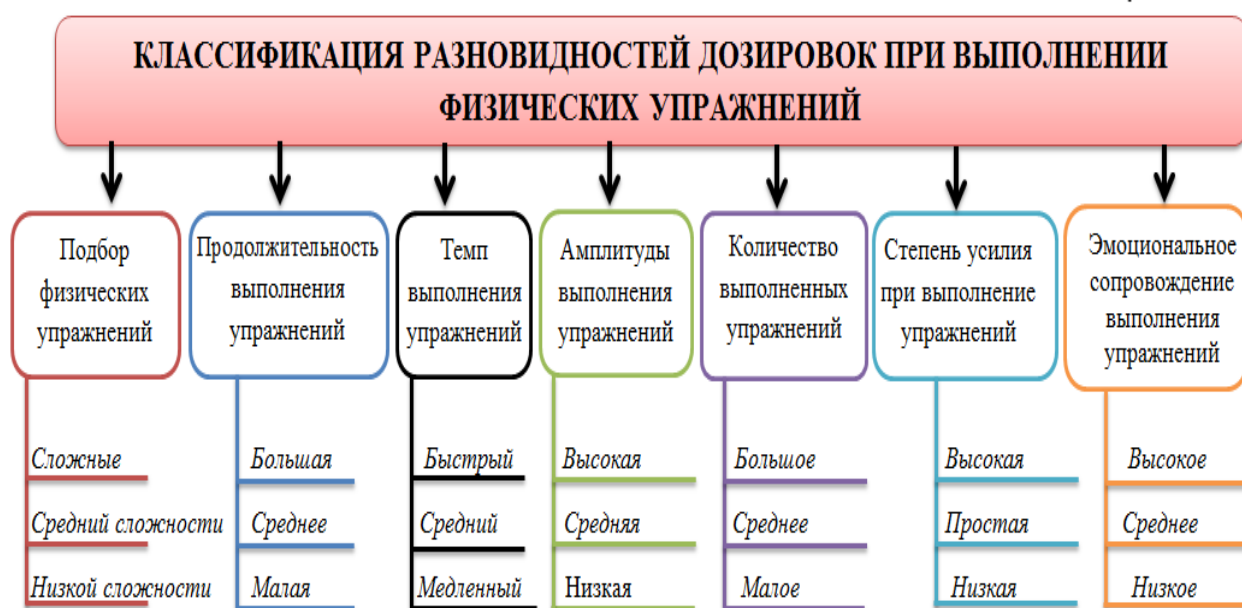 КЛАССИФИКАЦИЯ РАЗНОВИДНОСТЕЙ ДОЗИРОВОК ПРИ ВЫПОЛНЕНИИ
ФИЗИЧЕСКИХ УПРАЖНЕНИЙ
Подбор
физических
упражнений
Сложные
Средний сложности
Низкой сложности
Продолжительность
выполнения
упражнений
Большая
Среднее
Малая
Темп
выполнения
упражнений
Быстрый
Средний
Медленный
Амплитуды
выполнения
упражнений
Высокая
Средняя
Низкая
Количество
выполненных
упражнений
Большое
Среднее
Малое
Степень усилия
при выполнение
упражнений
Высокая
Простая
Низкая
Эмоциональное
сопровождение
выполнения
упражнений
Высокое
Среднее
Низкое